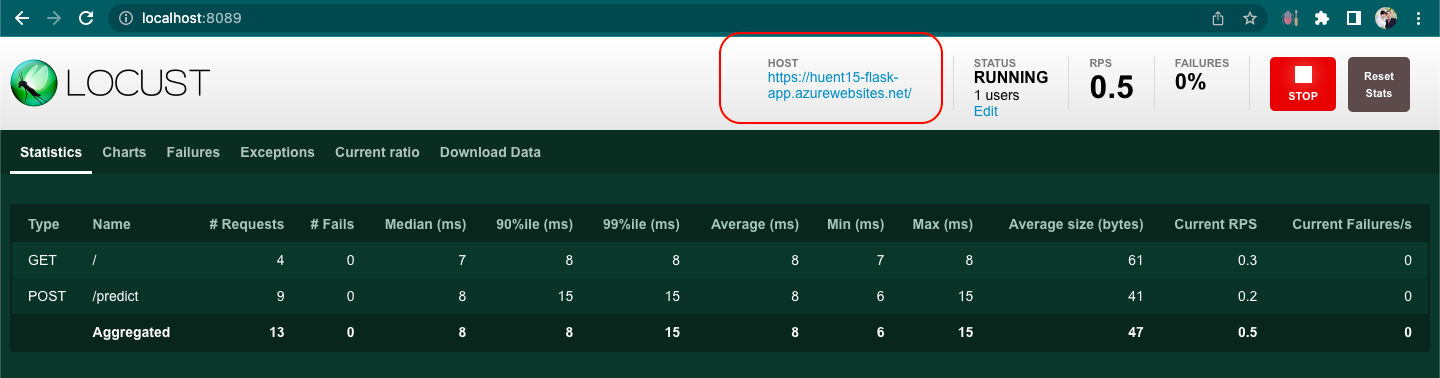 localhost:8089
LOCUST
HOST
https://huent15-flask-
app.azurewebsites.net/
STATUS
RUNNING
1 users
Edit
RPS
0.5
FAILURES
0%
STOP
Reset
Stats
Statistics Charts Failures Exceptions Current ratio Download Data
Type Name # Requests # Fails Median (ms) 90%ile (ms) 99%ile (ms) Average (ms) Min (ms) Max (ms) Average size (bytes) Current RPS Current Failures/s
GET / 4 0 7 8 8 8 7 8 61 0.3 0
POST /predict 9 0 8 15 15 8 6 15 41 0.2 0
Aggregated 13 0 8 8 15 8 6 15 47 0.5 0